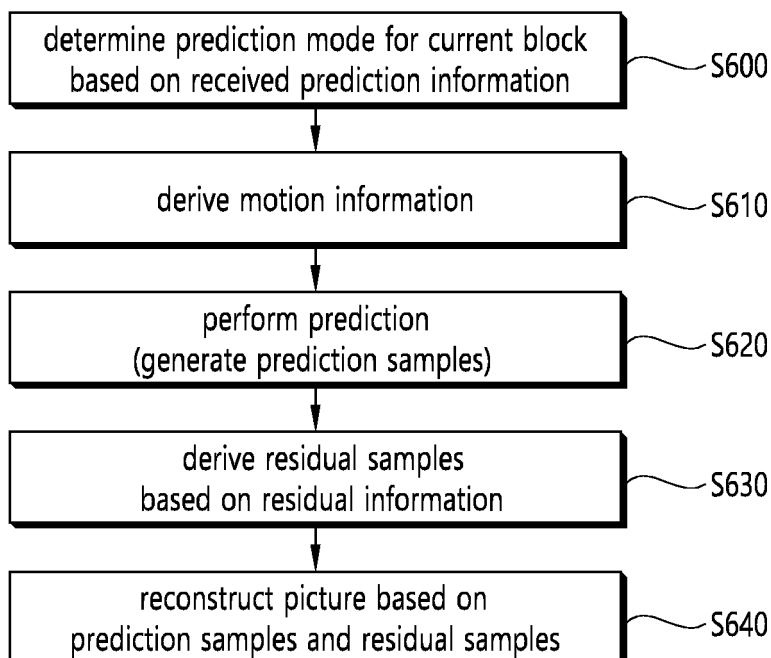 determine prediction mode for current block
based on received prediction information
S600
derive motion information
S610
perform prediction
(generate prediction samples)
S620
derive residual samples
based on residual information
S630
reconstruct picture based on
prediction samples and residual samples
S640